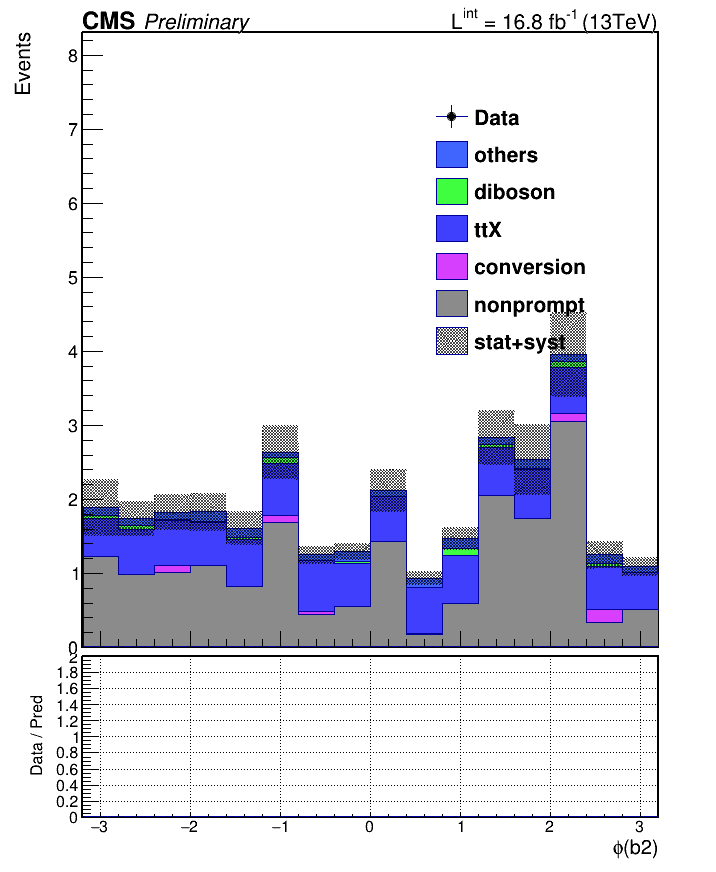 CMS Preliminary L^int = 16.8 fb^-1 (13TeV)
Events
8
7
6
5
4
3
2
1
0
Data
others
diboson
ttX
conversion
nonprompt
stat+syst
Data / Pred
2
1.8
1.6
1.4
1.2
1
0.8
0.6
0.4
0.2
0
−3 −2 −1 0 1 2 3
ϕ(b2)